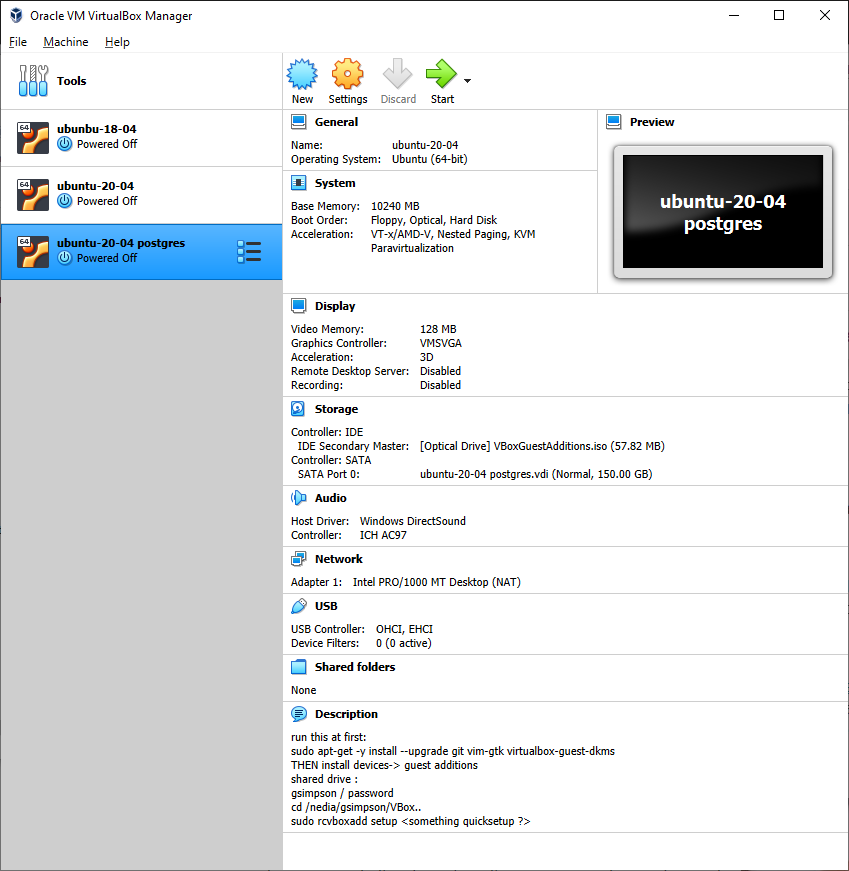 Oracle VM VirtualBox Manager
File Machine Help
Tools
New Settings Discard Start
64
ubunbu-18-04
Powered Off
64
ubuntu-20-04
Powered Off
64
ubuntu-20-04 postgres
Powered Off
General
Name: ubuntu-20-04
Operating System: Ubuntu (64-bit)
Preview
ubuntu-20-04
postgres
System
Base Memory: 10240 MB
Boot Order: Floppy, Optical, Hard Disk
Acceleration: VT-x/AMD-V, Nested Paging, KVM
Paravirtualization
Display
Video Memory: 128 MB
Graphics Controller: VMSVGA
Acceleration: 3D
Remote Desktop Server: Disabled
Recording: Disabled
Storage
Controller: IDE
IDE Secondary Master: [Optical Drive] VBoxGuestAdditions.iso (57.82 MB)
Controller: SATA
SATA Port 0: ubuntu-20-04 postgres.vdi (Normal, 150.00 GB)
Audio
Host Driver: Windows DirectSound
Controller: ICH AC97
Network
Adapter 1: Intel PRO/1000 MT Desktop (NAT)
USB
USB Controller: OHCI, EHCI
Device Filters: 0 (0 active)
Shared folders
None
Description
run this at first:
sudo apt-get -y install --upgrade git vim-gtk virtualbox-guest-dkms
THEN install devices-> guest additions
shared drive :
gsimpson / password
cd /nedia/gsimpson/VBox..
sudo rcvboxadd setup <something quicksetup ?>